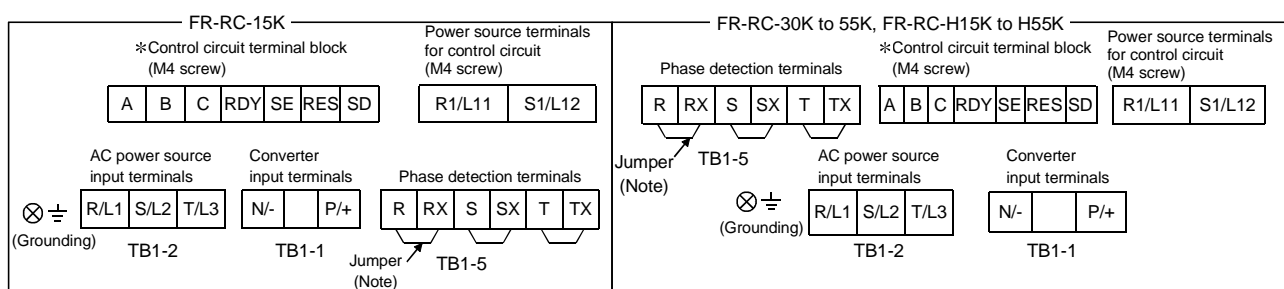 FR-RC-15K
*Control circuit terminal block
(M4 screw)
Power source terminals
for control circuit
(M4 screw)
A B C RDY SE RES SD
R1/L11 S1/L12
AC power source
input terminals
Converter
input terminals
Phase detection terminals
R/L1 S/L2 T/L3
N/- P/+
R RX S SX T TX
(Grounding)
TB1-2
TB1-1
Jumper
(Note)
TB1-5
FR-RC-30K to 55K, FR-RC-H15K to H55K
Phase detection terminals
*Control circuit terminal block
(M4 screw)
Power source terminals
for control circuit
(M4 screw)
R RX S SX T TX
A B C RDY SE RES SD
R1/L11 S1/L12
Jumper
(Note)
TB1-5
AC power source
input terminals
Converter
input terminals
(Grounding)
R/L1 S/L2 T/L3
N/- P/+
TB1-2
TB1-1